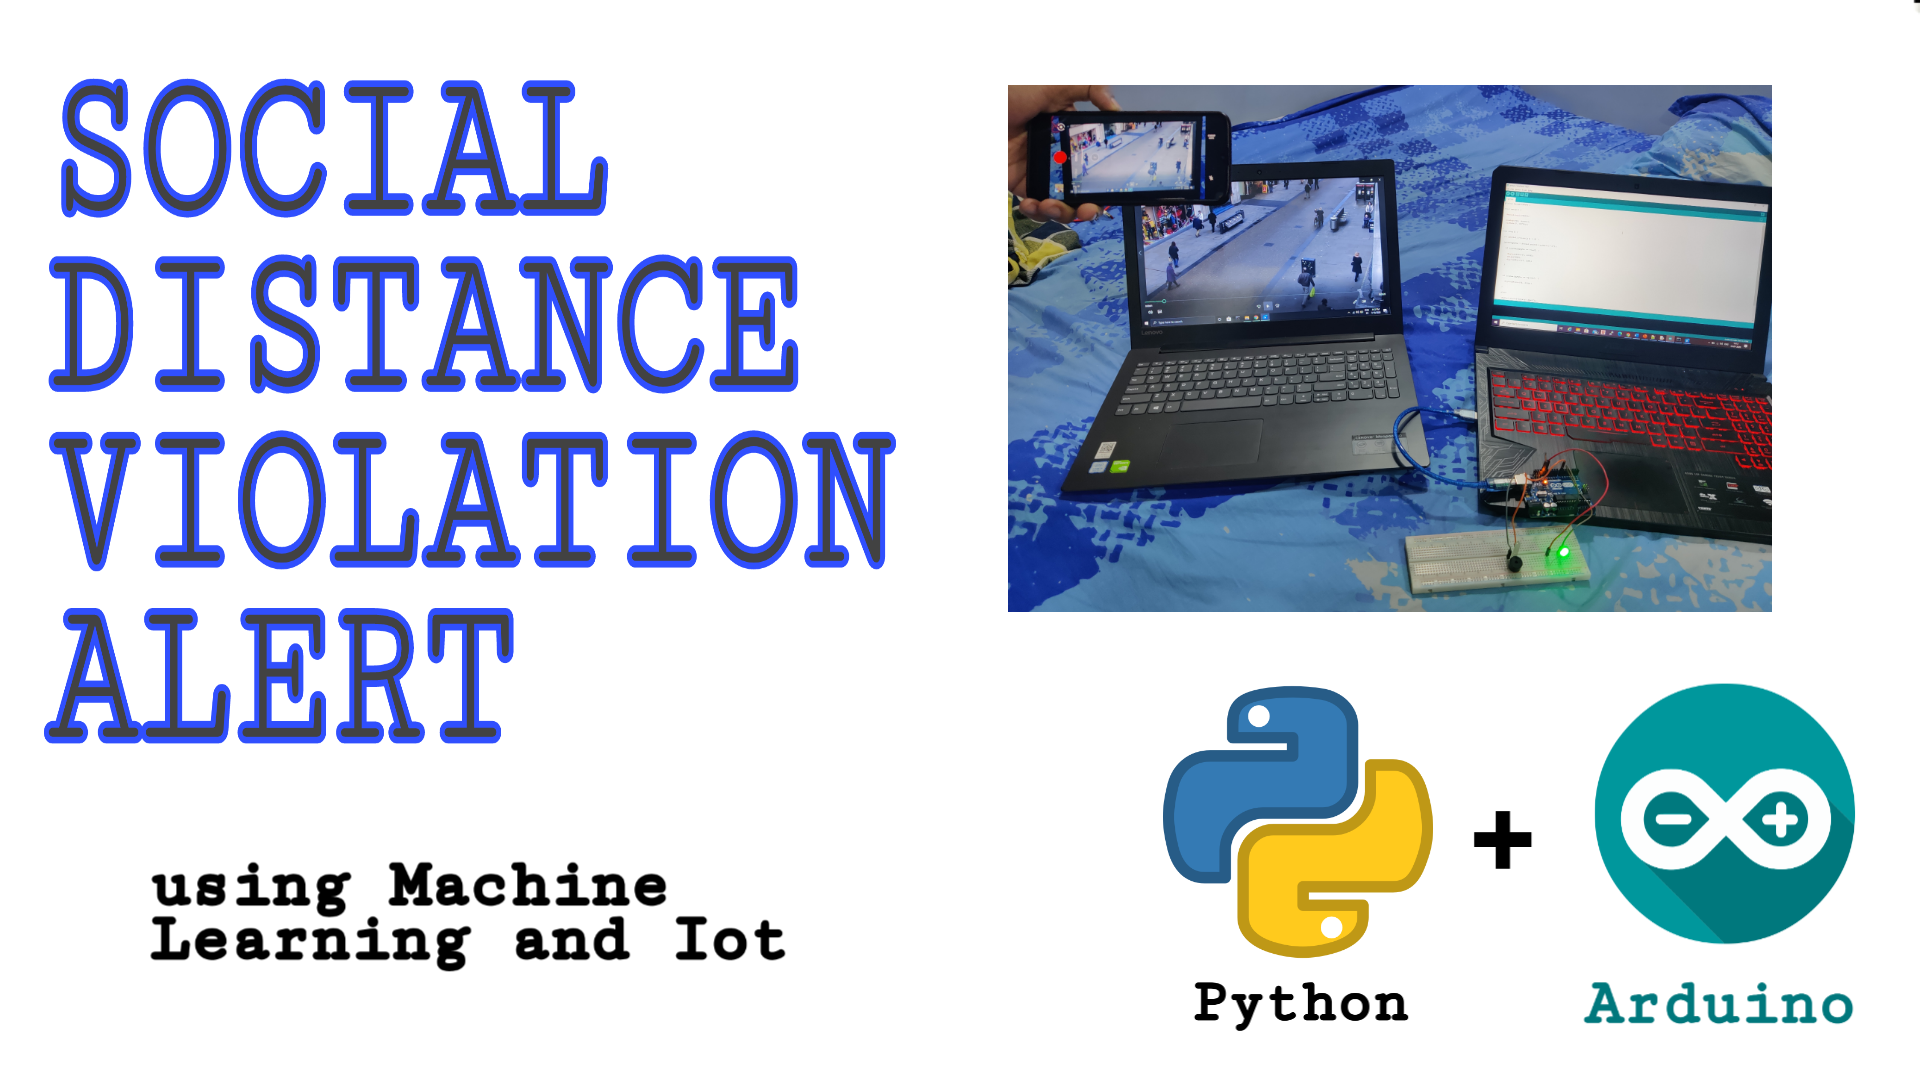 SOCIAL
DISTANCE
VIOLATION
ALERT
using Machine
Learning and Iot
Python
+
Arduino